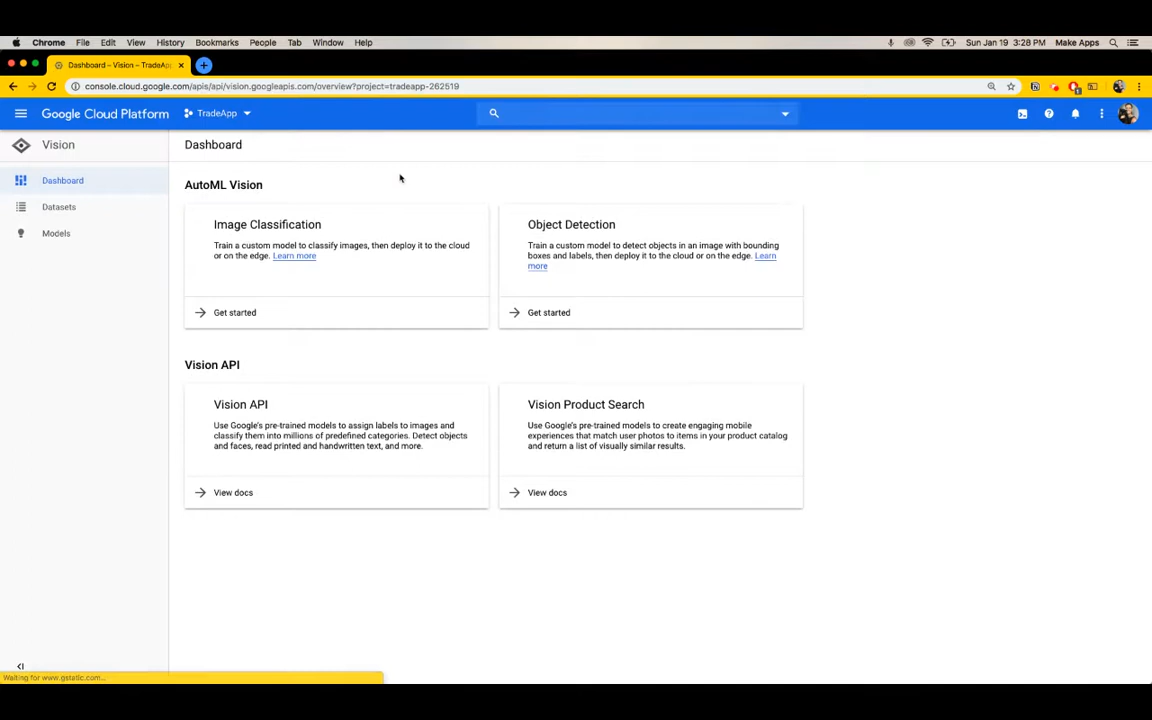 Chrome File Edit View History Bookmarks People Tab Window Help Sun Jan 19 3:28 PM Make Apps
Dashboard – Vision – TradeApp
console.cloud.google.com/apis/api/vision.googleapis.com/overview?project=tradeapp-262519
Google Cloud Platform TradeApp
Vision
Dashboard
Datasets
Models
Dashboard
AutoML Vision
Image Classification
Train a custom model to classify images, then deploy it to the cloud
or on the edge. Learn more
Get started
Object Detection
Train a custom model to detect objects in an image with bounding
boxes and labels, then deploy it to the cloud or on the edge. Learn
more
Get started
Vision API
Vision API
Use Google's pre-trained models to assign labels to images and
classify them into millions of predefined categories. Detect objects
and faces, read printed and handwritten text, and more.
View docs
Vision Product Search
Use Google's pre-trained models to create engaging mobile
experiences that match user photos to items in your product catalog
and return a list of visually similar results.
View docs
Waiting for www.gstatic.com...